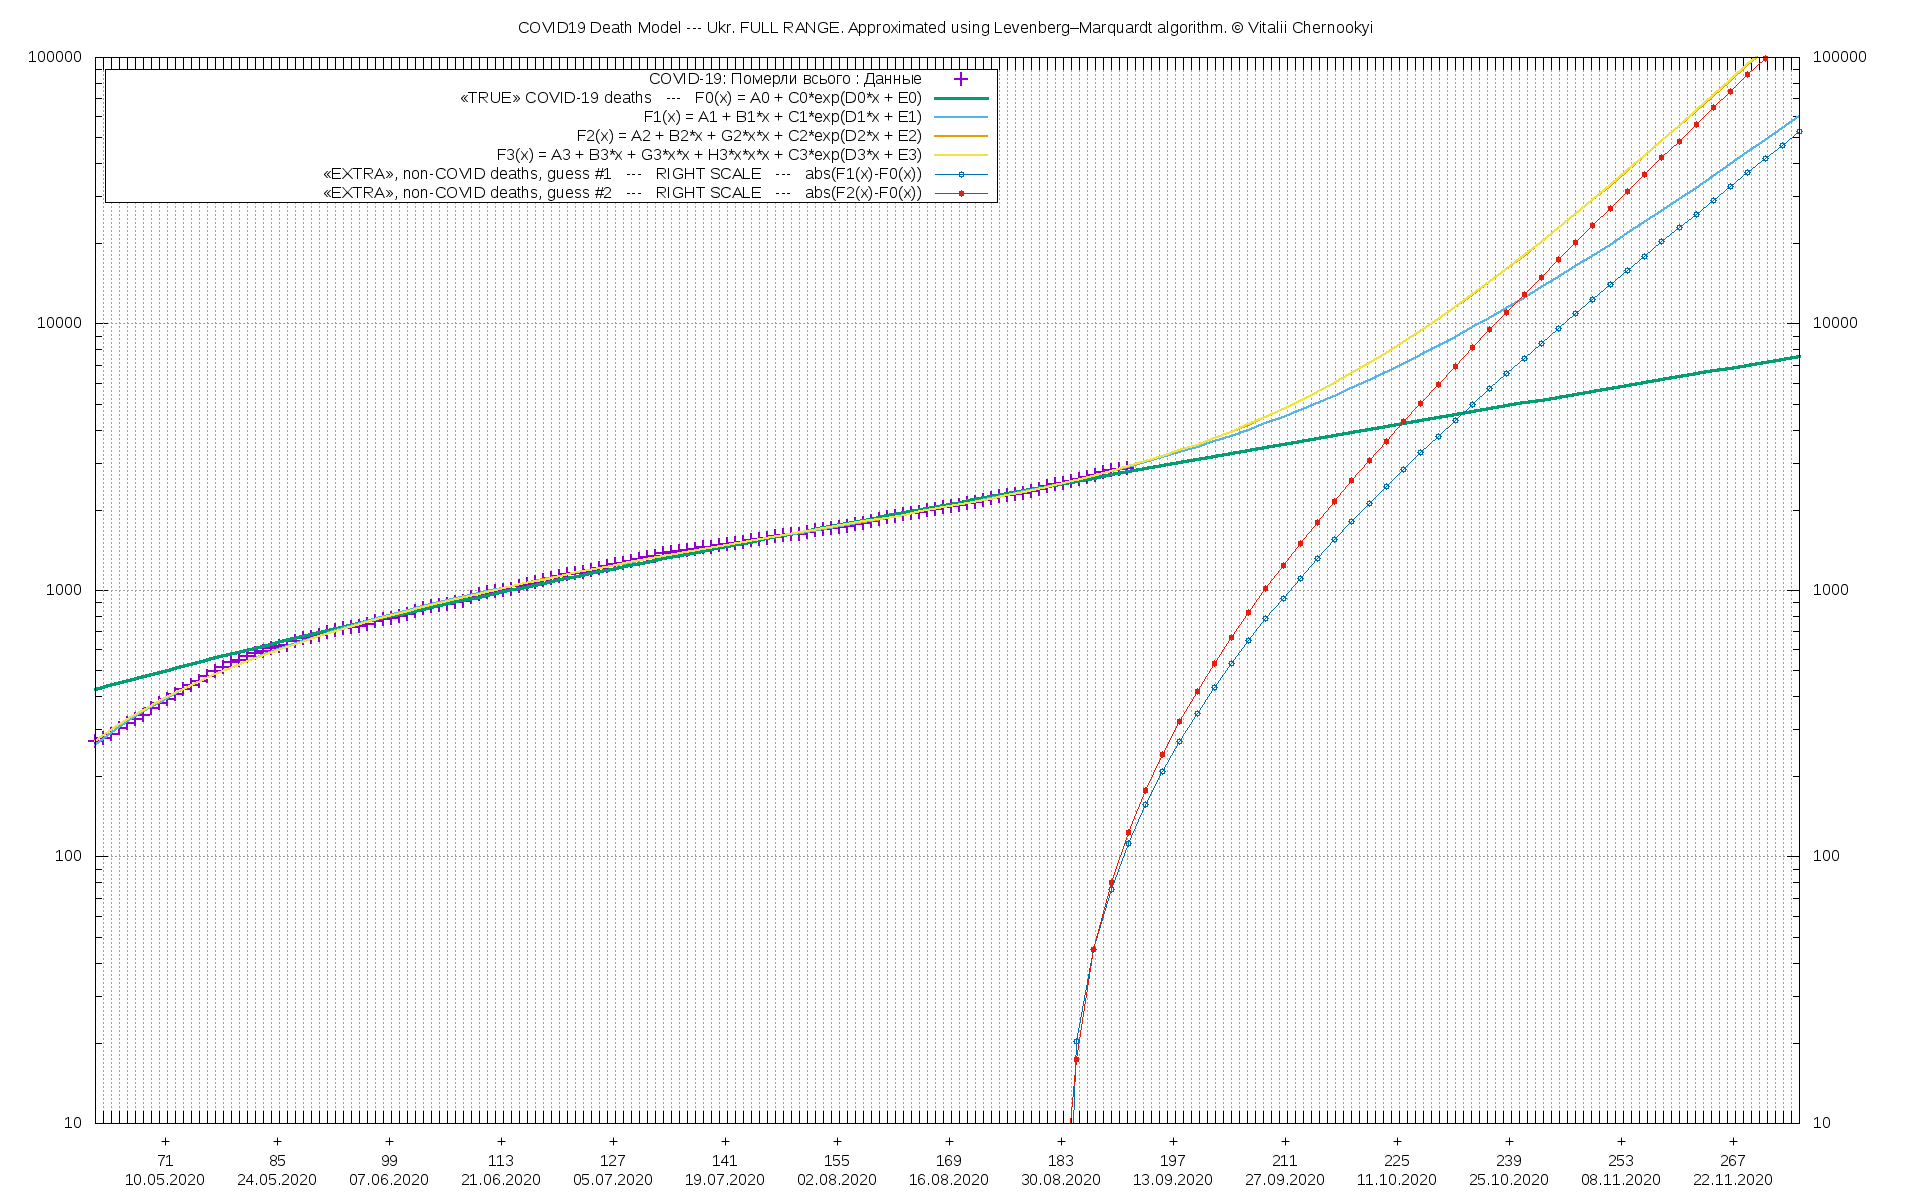 COVID19 Death Model --- Ukr. FULL RANGE. Approximated using Levenberg–Marquardt algorithm. © Vitalii Chernookyi
100000 100000
COVID-19: Померли всього : Данные
«TRUE» COVID-19 deaths --- F0(x) = A0 + C0*exp(D0*x + E0)
F1(x) = A1 + B1*x + C1*exp(D1*x + E1)
F2(x) = A2 + B2*x + G2*x*x + C2*exp(D2*x + E2)
F3(x) = A3 + B3*x + G3*x*x + H3*x*x*x + C3*exp(D3*x + E3)
«EXTRA», non-COVID deaths, guess #1 --- RIGHT SCALE --- abs(F1(x)-F0(x))
«EXTRA», non-COVID deaths, guess #2 --- RIGHT SCALE --- abs(F2(x)-F0(x))
10000 10000
1000 1000
100 100
10 10
71 85 99 113 127 141 155 169 183 197 211 225 239 253 267
10.05.2020 24.05.2020 07.06.2020 21.06.2020 05.07.2020 19.07.2020 02.08.2020 16.08.2020 30.08.2020 13.09.2020 27.09.2020 11.10.2020 25.10.2020 08.11.2020 22.11.2020